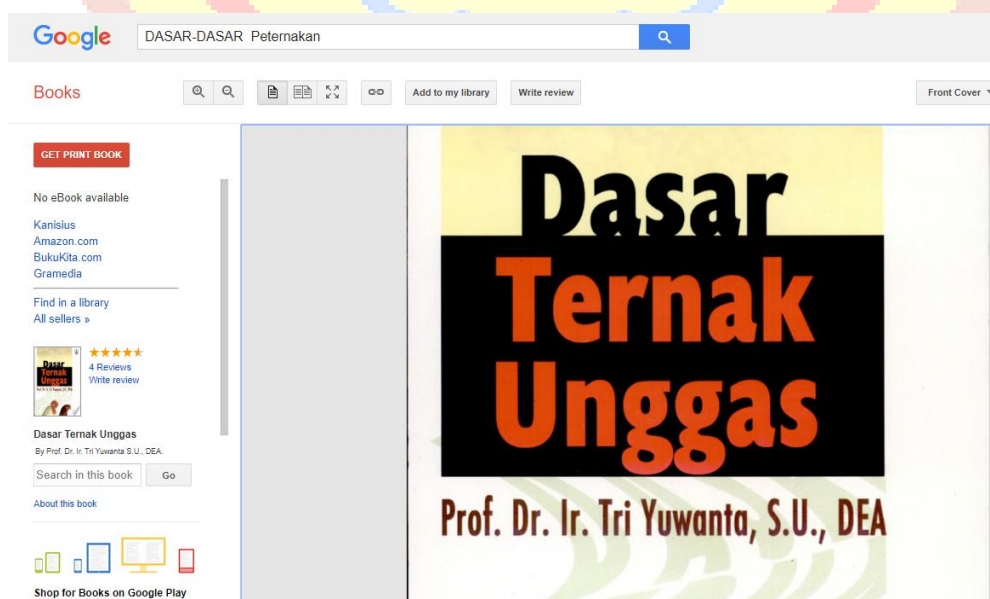 Google
DASAR-DASAR Peternakan
Books
Add to my library
Write review
Front Cover
GET PRINT BOOK
No eBook available
Kanisius
Amazon.com
BukuKita.com
Gramedia
Find in a library
All sellers »
4 Reviews
Write review
Dasar
Ternak
Unggas
Dasar Ternak Unggas
By Prof. Dr. Ir. Tri Yuwanta S.U., DEA.
Search in this book
Go
About this book
Shop for Books on Google Play
Dasar
Ternak
Unggas
Prof. Dr. Ir. Tri Yuwanta, S.U., DEA